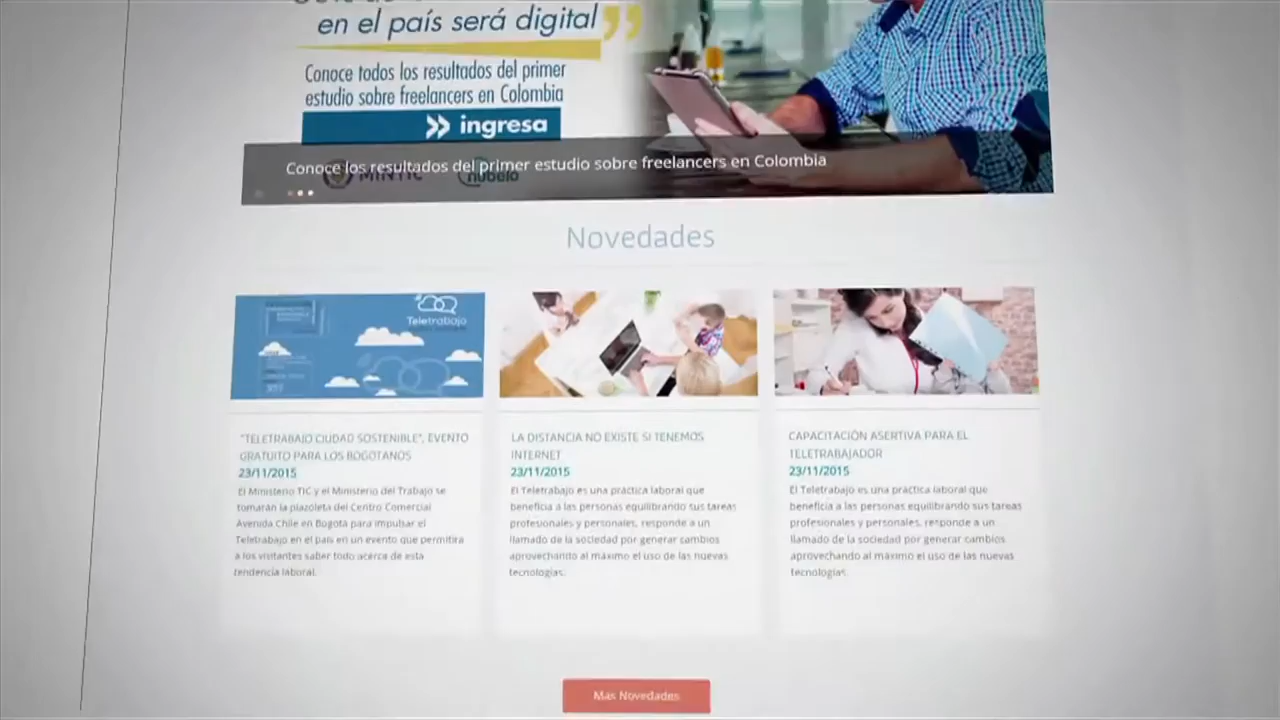 en el país será digital”
Conoce todos los resultados del primer
estudio sobre freelancers en Colombia
>> ingresa
Conoce los resultados del primer estudio sobre freelancers en Colombia
MINTIC nubelo
Novedades
Teletrabajo
"TELETRABAJO CIUDAD SOSTENIBLE", EVENTO
GRATUITO PARA LOS BOGOTANOS
23/11/2015
El Ministerio TIC y el Ministerio del Trabajo se
tomarán la plazoleta del Centro Comercial
Avenida Chile en Bogotá para impulsar el
Teletrabajo en el país en un evento que permitirá
a los visitantes saber todo acerca de esta
tendencia laboral.
LA DISTANCIA NO EXISTE SI TENEMOS
INTERNET
23/11/2015
El Teletrabajo es una práctica laboral que
beneficia a las personas equilibrando sus tareas
profesionales y personales, responde a un
llamado de la sociedad por generar cambios
aprovechando al máximo el uso de las nuevas
tecnologías.
CAPACITACIÓN ASERTIVA PARA EL
TELETRABAJADOR
23/11/2015
El Teletrabajo es una práctica laboral que
beneficia a las personas equilibrando sus tareas
profesionales y personales, responde a un
llamado de la sociedad por generar cambios
aprovechando al máximo el uso de las nuevas
tecnologías.
Más Novedades